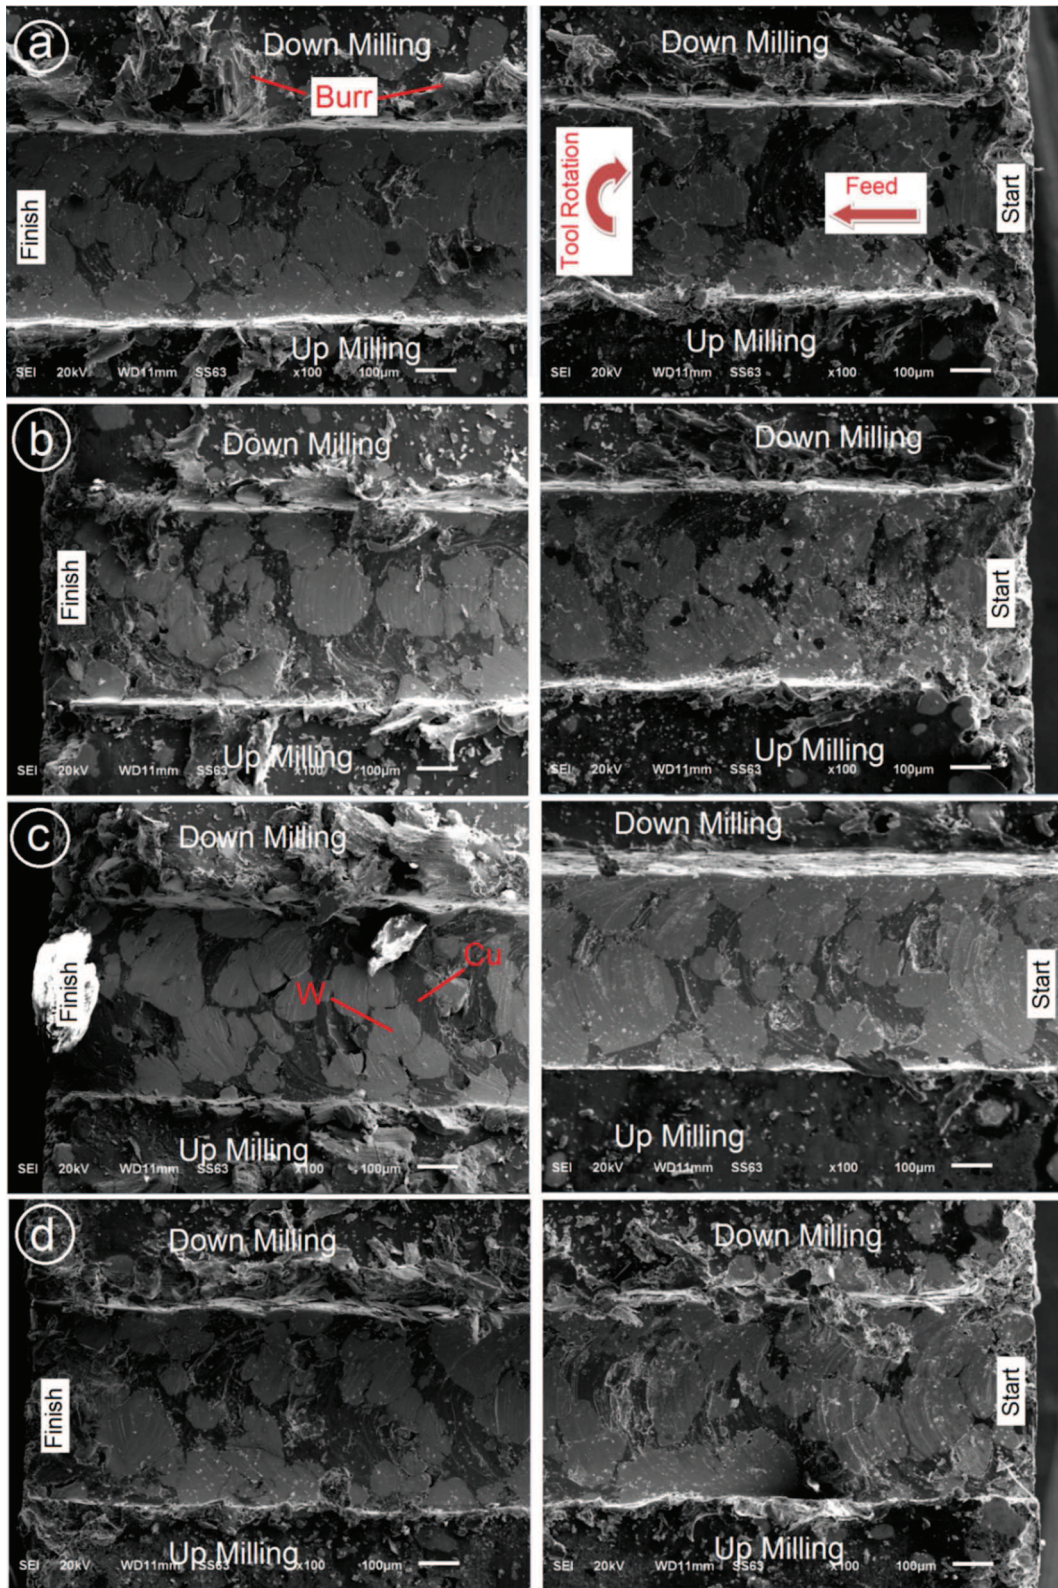 a
Down Milling
Burr
Finish
Up Milling
SEI 20kV WD11mm SS63 x100 100µm
Down Milling
Tool Rotation
Feed
Start
Up Milling
SEI 20kV WD11mm SS63 x100 100µm
b
Down Milling
Finish
Up Milling
SEI 20kV WD11mm SS63 x100 100µm
Down Milling
Start
Up Milling
SEI 20kV WD11mm SS63 x100 100µm
c
Down Milling
Finish
Cu
W
Up Milling
SEI 20kV WD11mm SS63 x100 100µm
Down Milling
Start
Up Milling
SEI 20kV WD11mm SS63 x100 100µm
d
Down Milling
Finish
Up Milling
SEI 20kV WD11mm SS63 x100 100µm
Down Milling
Start
Up Milling
SEI 20kV WD11mm SS63 x100 100µm